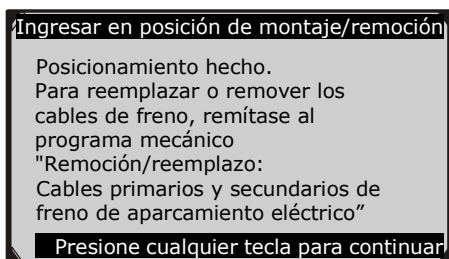 Ingresar en posición de montaje/remoción
Posicionamiento hecho.
Para reemplazar o remover los
cables de freno, remítase al
programa mecánico
"Remoción/reemplazo:
Cables primarios y secundarios de
freno de aparcamiento eléctrico”
Presione cualquier tecla para continuar